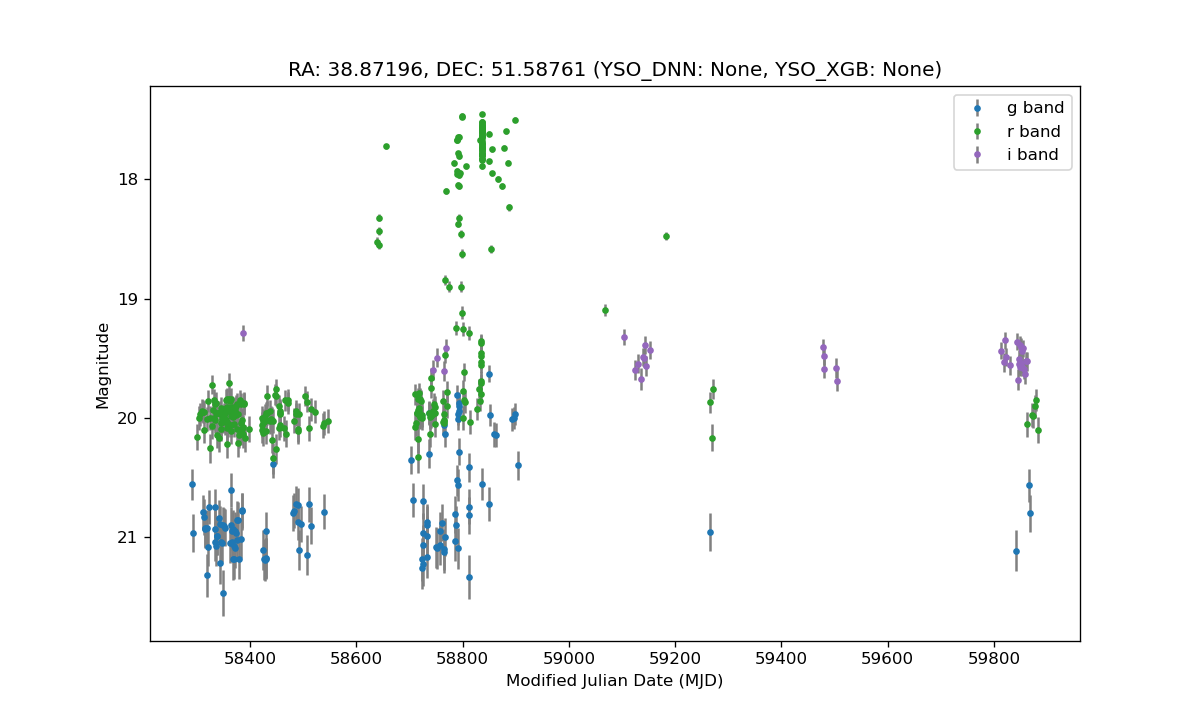 RA: 38.87196, DEC: 51.58761 (YSO_DNN: None, YSO_XGB: None)
g band
r band
i band
18
19
20
21
Magnitude
58400 58600 58800 59000 59200 59400 59600 59800
Modified Julian Date (MJD)